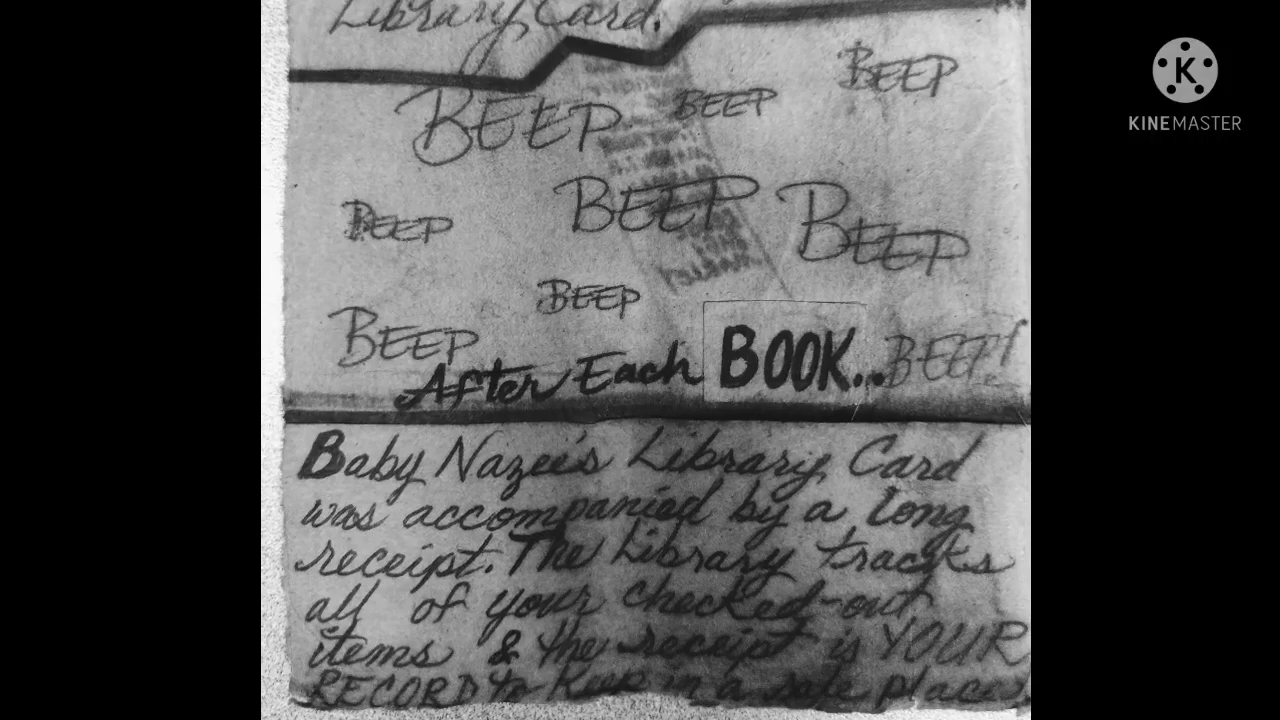 Library Card.
BEEP
BEEP BEEP
BEEP BEEP BEEP
BEEP
BEEP
After Each BOOK... BEEP!
Baby Nazee's Library Card
was accompanied by a long
receipt. The Library tracks
all of your checked-out
items & the receipt is YOUR
RECORD to keep in a safe place.
KINEMASTER